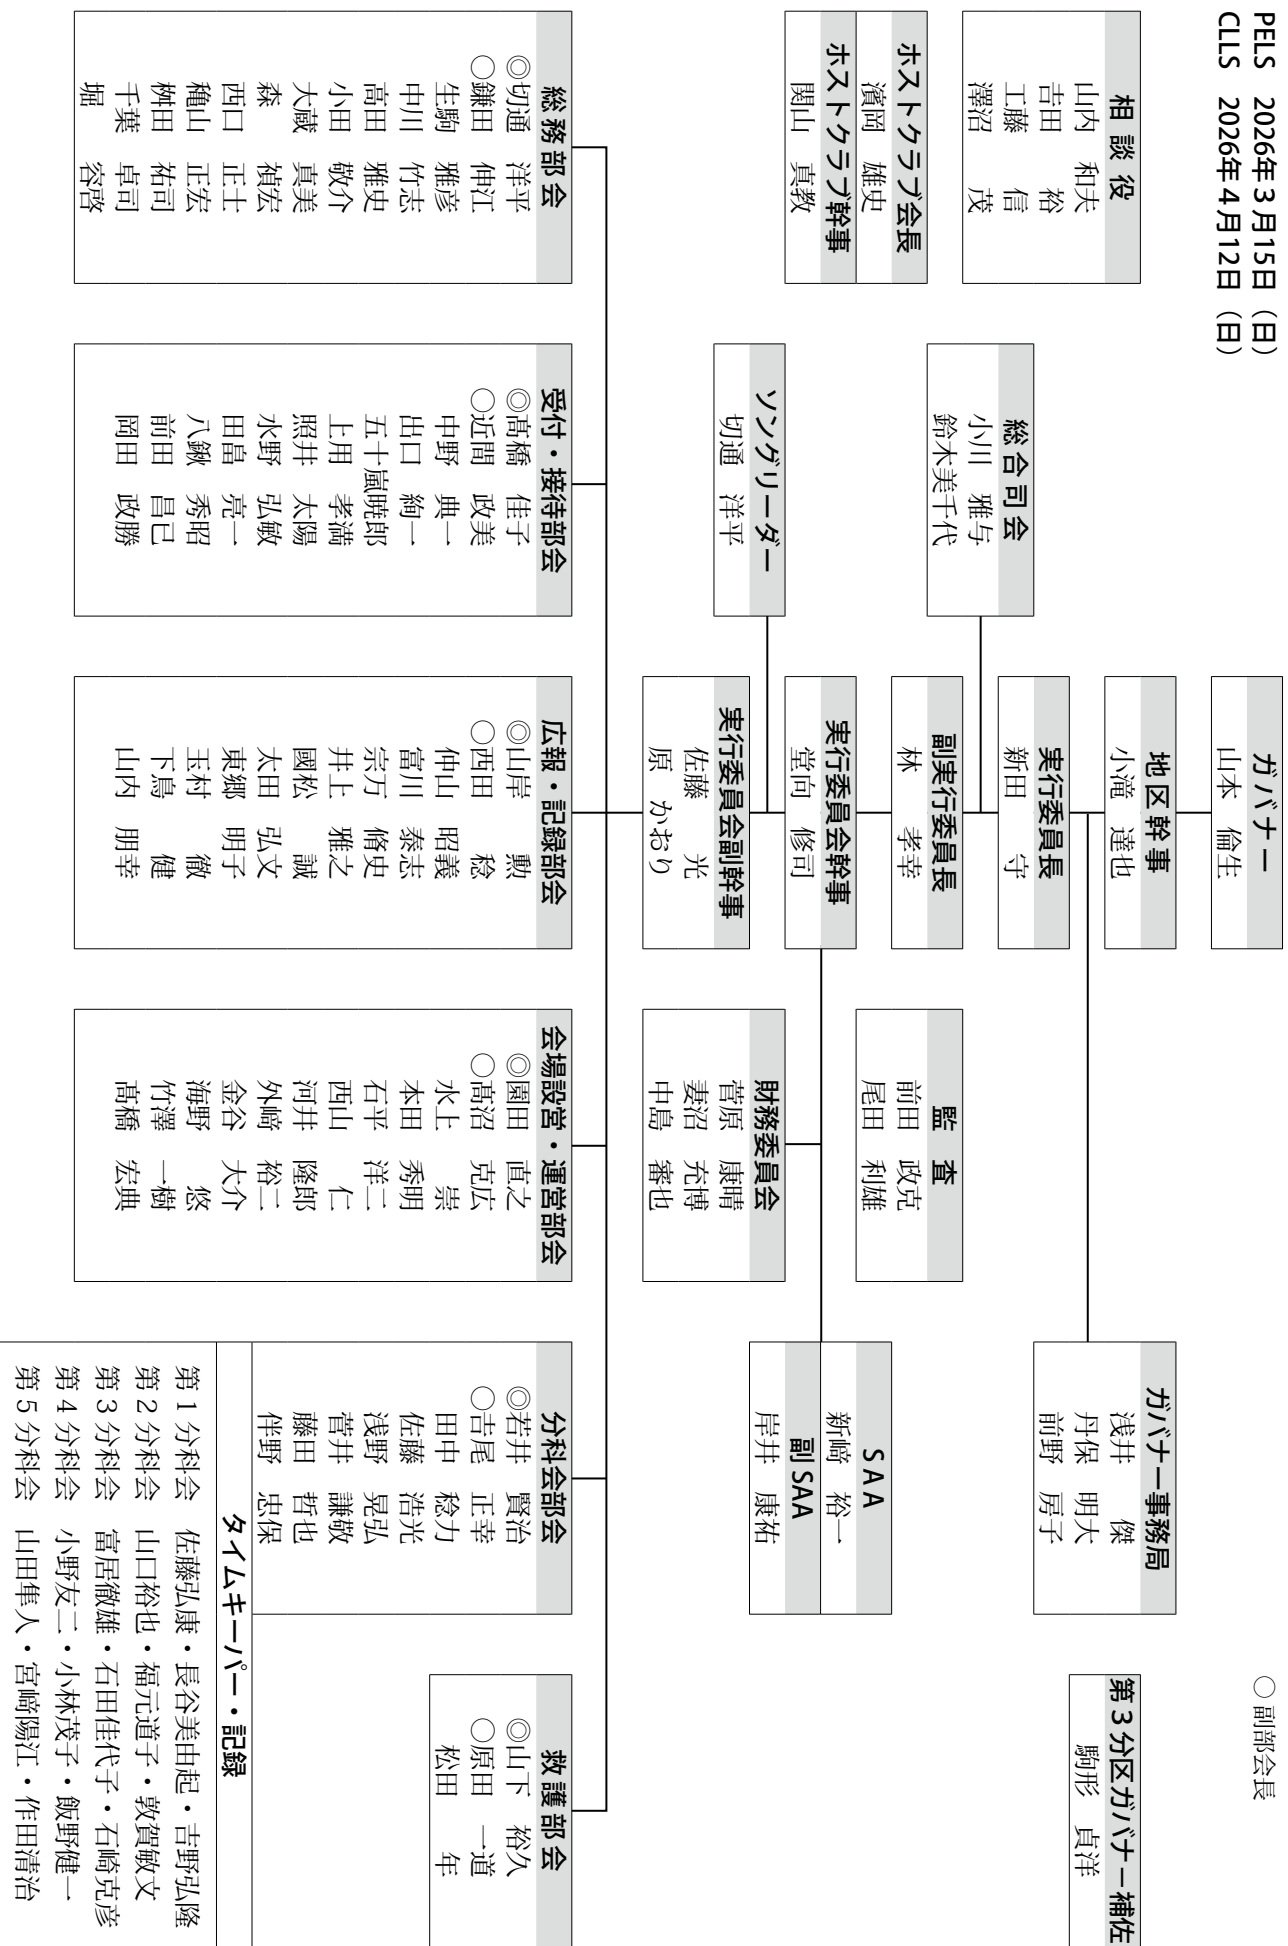 PELS　2026年3月15日（日）
CLLS　2026年4月12日（日）
○ 副部会長
ガバナー
山本　倫生
地区幹事
小滝　達也
ガバナー事務局
浅井　傑
丹保　明大
前野　房子
第3分区ガバナー補佐
駒形　貞洋
相談役
山内　和夫
吉田　裕
工藤　信
澤沼　茂
実行委員長
新田　守
総合司会
小川　雅与
鈴木美千代
副実行委員長
林　孝幸
監査
前田　政克
尾田　利雄
ホストクラブ会長
濱岡　雄史
ホストクラブ幹事
関山　真教
実行委員会幹事
堂向　修司
SAA
新﨑　裕一
副SAA
岸井　康祐
ソングリーダー
切通　洋平
実行委員会副幹事
佐藤　光
原　かおり
財務委員会
菅原　康晴
妻沼　充博
中島　審也
総務部会
◎切通　洋平
○鎌田　伸江
生駒　雅彦
中川　竹志
高田　雅史
小田　敬介
大蔵　真美
森　禎宏
西口　正士
穐山　正宏
桝田　祐司
千葉　卓司
堀　容啓
受付・接待部会
◎髙橋　佳子
○近間　政美
中野　典一
出口　絢一
五十嵐暁郎
上用　孝満
照井　太陽
水野　弘敏
田畠　亮一
八鍬　秀昭
前田　昌己
岡田　政勝
広報・記録部会
◎山岸　勲
○西田　稔
仲山　昭義
富川　泰志
宗万　脩史
井上　雅之
國松　誠
太田　弘文
東郷　明子
玉村　徹
下鳥　健
山内　朋幸
会場設営・運営部会
◎園田　直之
○髙沼　克広
水上　崇
本田　秀明
石平　洋二
西山　仁
河井　隆郎
外﨑　裕二
金谷　大介
海野　悠
竹澤　一樹
髙橋　宏典
分科会部会
◎若井　賢治
○吉尾　正幸
田中　稔力
佐藤　浩光
浅野　晃弘
菅井　謙敬
藤田　哲也
伴野　忠保
救護部会
◎山下　裕久
○原田　一道
松田　年
タイムキーパー・記録
第1分科会　佐藤弘康・長谷美由起・吉野弘隆
第2分科会　山口裕也・福元道子・敦賀敏文
第3分科会　富居徹雄・石田佳代子・石崎克彦
第4分科会　小野友二・小林茂子・飯野健一
第5分科会　山田隼人・宮﨑陽江・作田清治